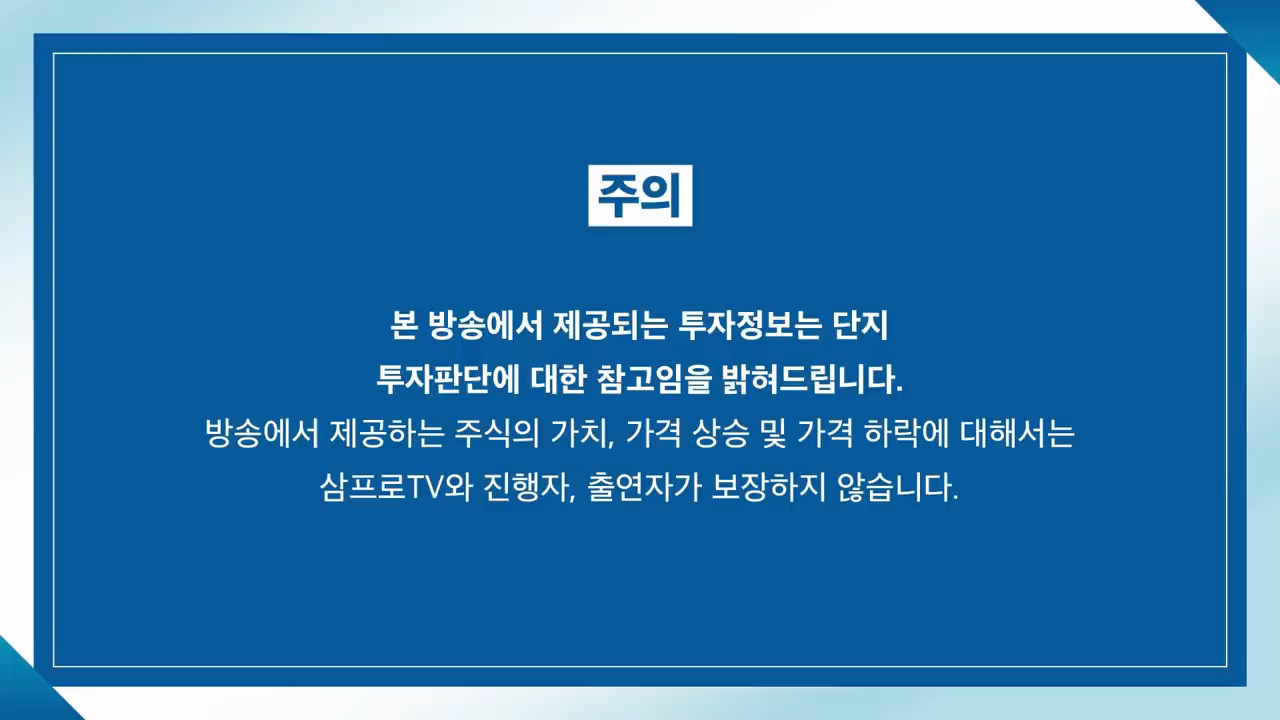 주의
본 방송에서 제공되는 투자정보는 단지
투자판단에 대한 참고임을 밝혀드립니다.
방송에서 제공하는 주식의 가치, 가격 상승 및 가격 하락에 대해서는
삼프로TV와 진행자, 출연자가 보장하지 않습니다.